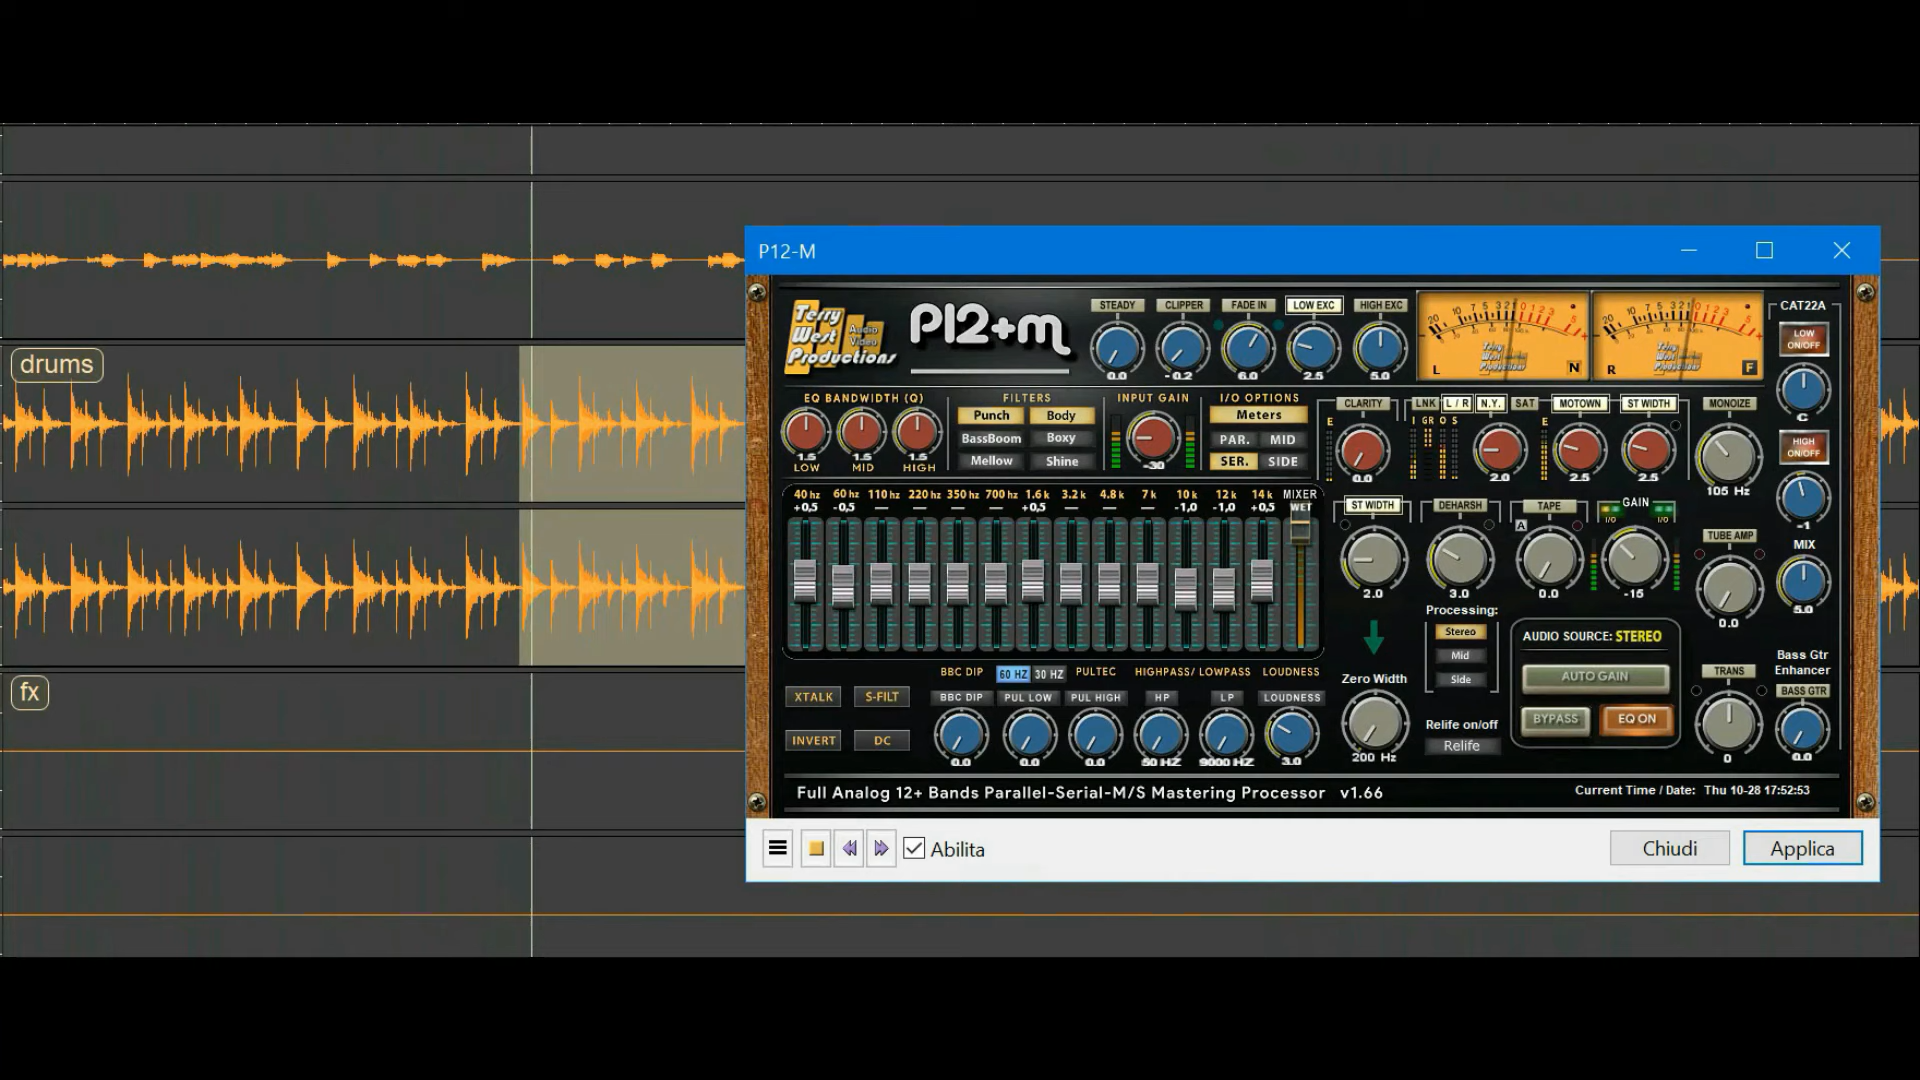 drums
fx
P12-M
Terry West Productions
Audio Video
P12+m
STEADY CLIPPER FADE IN LOW EXC HIGH EXC
0.0 -0.2 6.0 2.5 5.0
L N R F
CAT22A
LOW ON/OFF
C
HIGH ON/OFF
-1
MIX
5.0
EQ BANDWIDTH (Q)
1.5 1.5 1.5
LOW MID HIGH
FILTERS
Punch Body
BassBoom Boxy
Mellow Shine
INPUT GAIN
-30
I/O OPTIONS
Meters
PAR. MID
SER. SIDE
CLARITY LNK L / R N.Y. SAT MOTOWN ST WIDTH MONOIZE
E I GR O S E
0.0 2.0 2.5 2.5 105 Hz
40 hz 60 hz 110 hz 220 hz 350 hz 700 hz 1.6 k 3.2 k 4.8 k 7 k 10 k 12 k 14 k MIXER
+0,5 -0,5 — — — — +0,5 — — — -1,0 -1,0 +0,5 WET
ST WIDTH DEHARSH TAPE GAIN
A I/O I/O
2.0 3.0 0.0 -15
TUBE AMP
0.0
Processing:
Stereo
Mid
Side
AUDIO SOURCE: STEREO
AUTO GAIN
BYPASS EQ ON
Zero Width
200 Hz
Relife on/off
Relife
TRANS
0
Bass Gtr
Enhancer
BASS GTR
0.0
BBC DIP 60 HZ 30 HZ PULTEC HIGHPASS/ LOWPASS LOUDNESS
XTALK S-FILT BBC DIP PUL LOW PUL HIGH HP LP LOUDNESS
INVERT DC
0.0 0.0 0.0 50 HZ 9000 HZ 3.0
Full Analog 12+ Bands Parallel-Serial-M/S Mastering Processor v1.66
Current Time / Date: Thu 10-28 17:52:53
Abilita
Chiudi
Applica